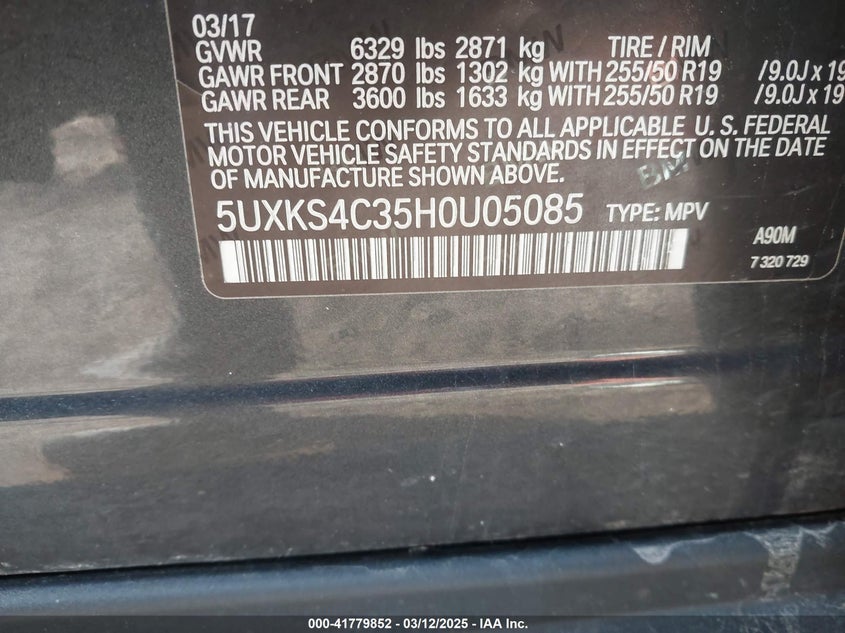 03/17
GVWR 6329 lbs 2871 kg TIRE / RIM
GAWR FRONT 2870 lbs 1302 kg WITH 255/50 R19 /9.0J x 19
GAWR REAR 3600 lbs 1633 kg WITH 255/50 R19 /9.0J x 19
THIS VEHICLE CONFORMS TO ALL APPLICABLE U. S. FEDERAL
MOTOR VEHICLE SAFETY STANDARDS IN EFFECT ON THE DATE
OF MANUFACTURE SHOWN ABOVE.
5UXKS4C35H0U05085 TYPE: MPV
A90M
7 320 729
000-41779852 - 03/12/2025 - IAA Inc.